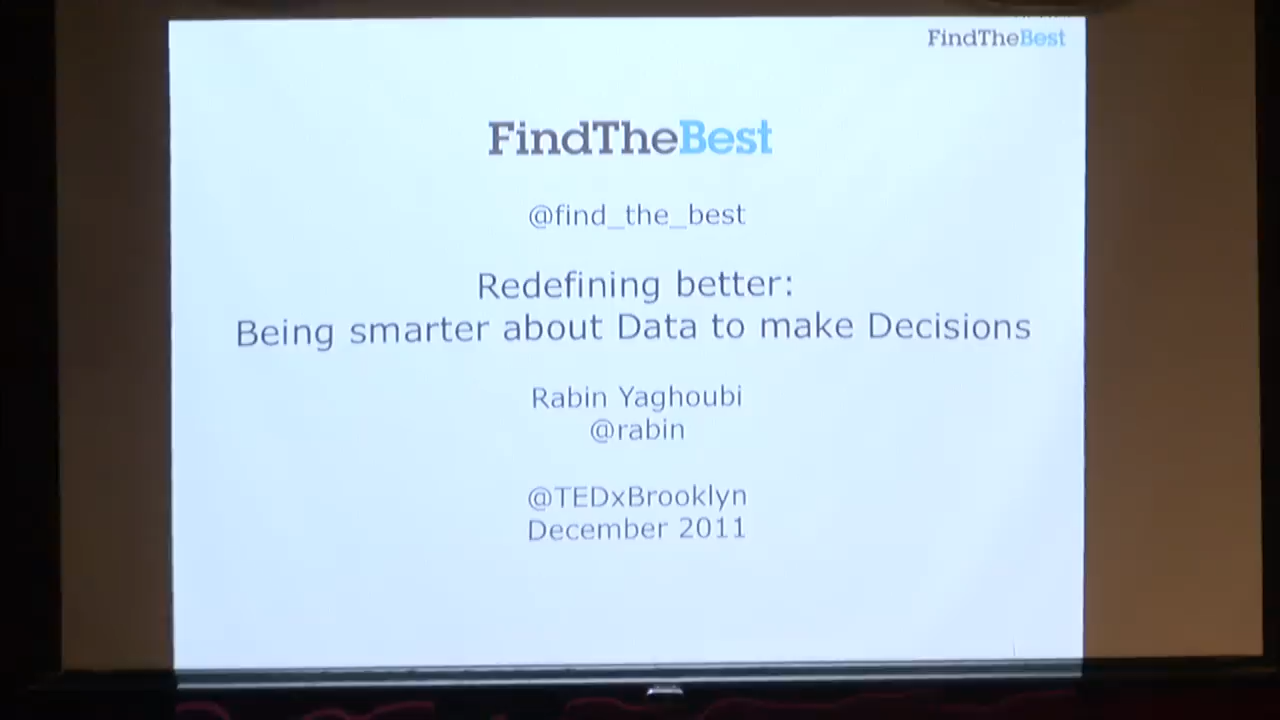 FindTheBest
FindTheBest
@find_the_best
Redefining better:
Being smarter about Data to make Decisions
Rabin Yaghoubi
@rabin
@TEDxBrooklyn
December 2011